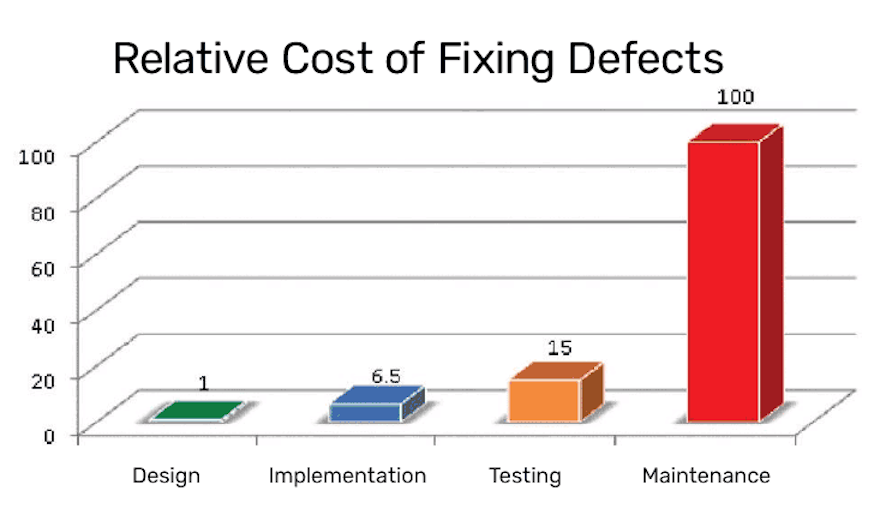 Relative Cost of Fixing Defects
100
100
80
60
40
20
0
1
6.5
15
Design
Implementation
Testing
Maintenance